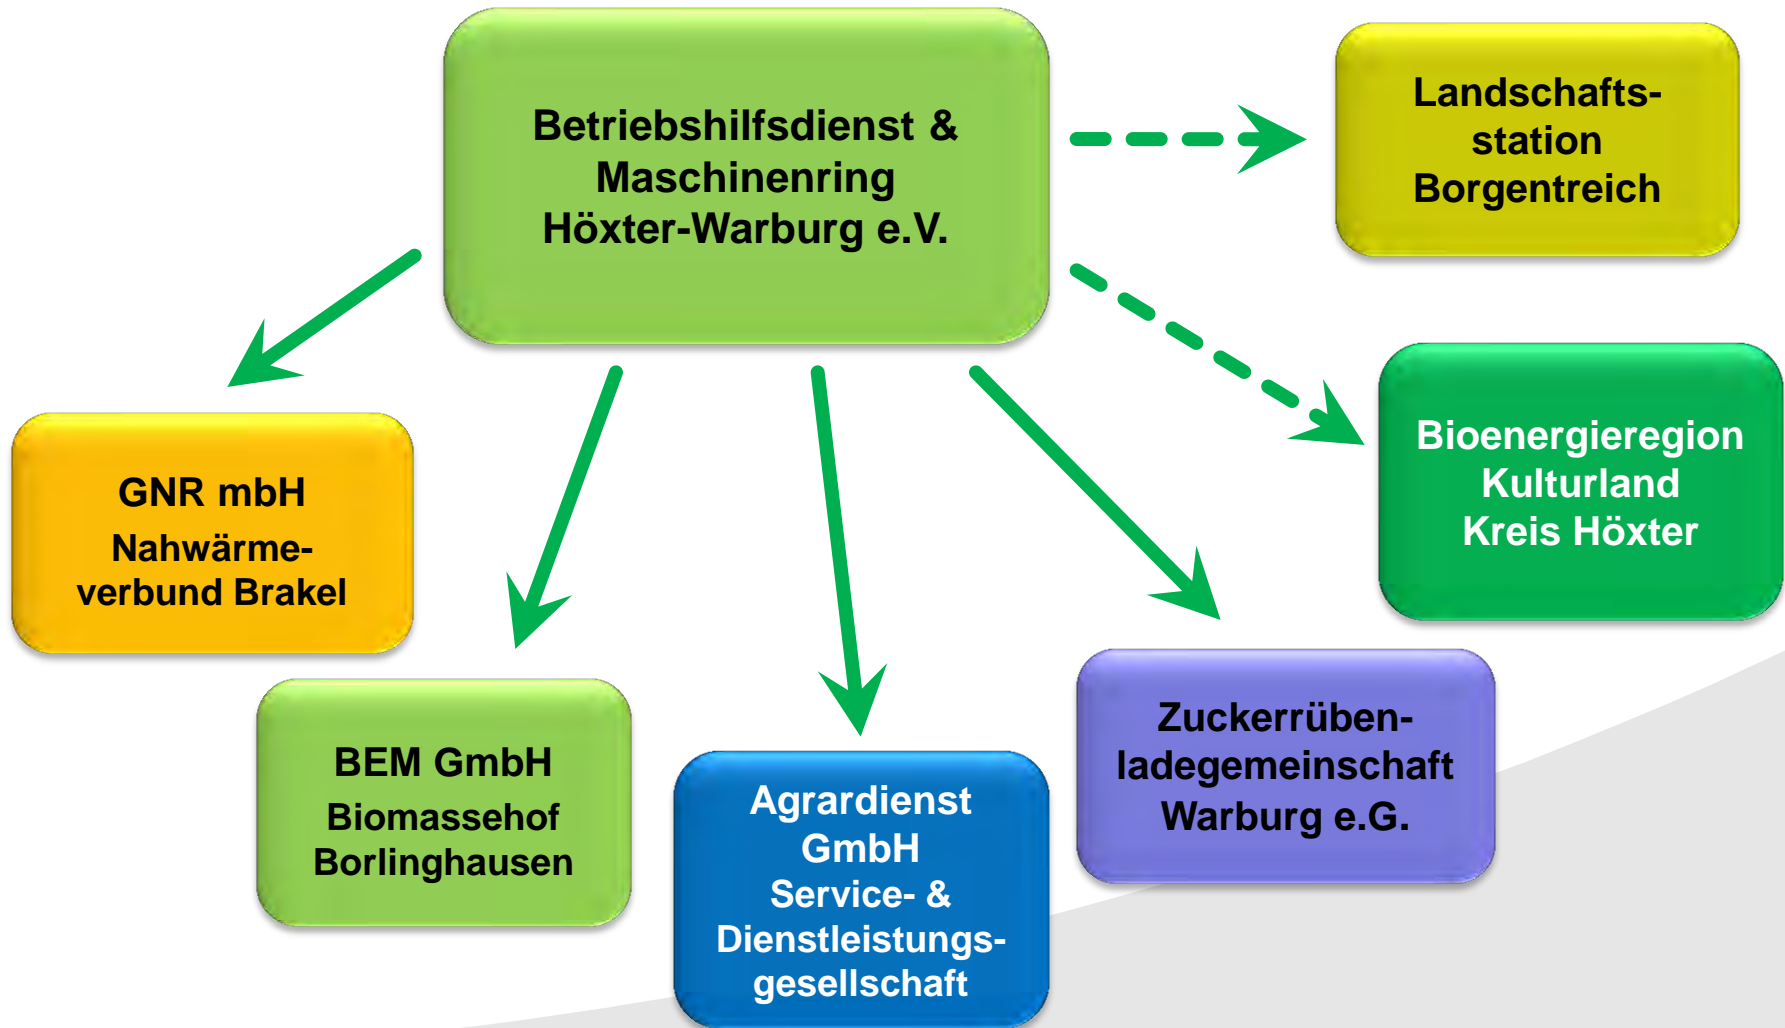 Betriebshilfsdienst &
Maschinenring
Höxter-Warburg e.V.
Landschafts-
station
Borgentreich
Bioenergieregion
Kulturland
Kreis Höxter
GNR mbH
Nahwärme-
verbund Brakel
BEM GmbH
Biomassehof
Borlinghausen
Agrardienst
GmbH
Service- &
Dienstleistungs-
gesellschaft
Zuckerrüben-
ladegemeinschaft
Warburg e.G.